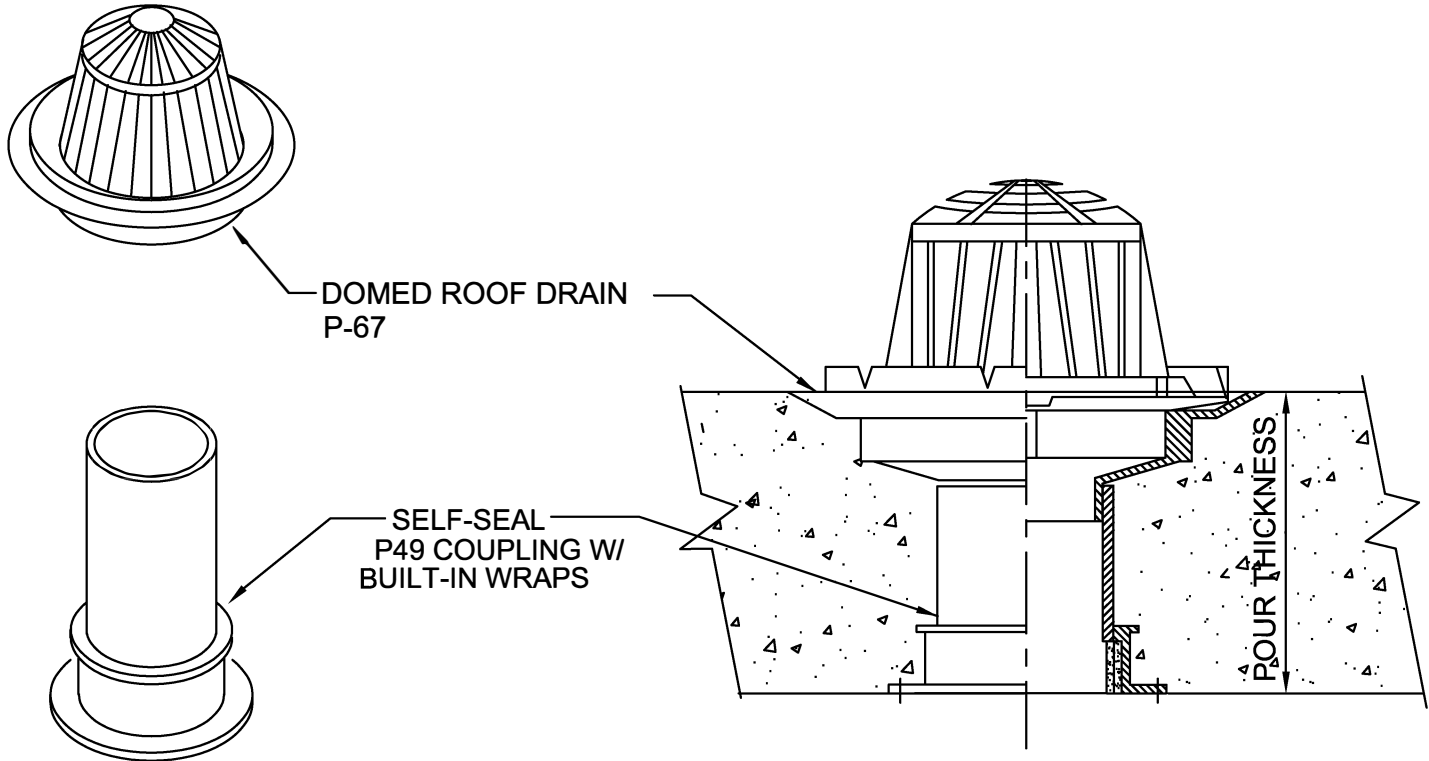 DOMED ROOF DRAIN
P-67
SELF-SEAL
P49 COUPLING W/
BUILT-IN WRAPS
POUR THICKNESS